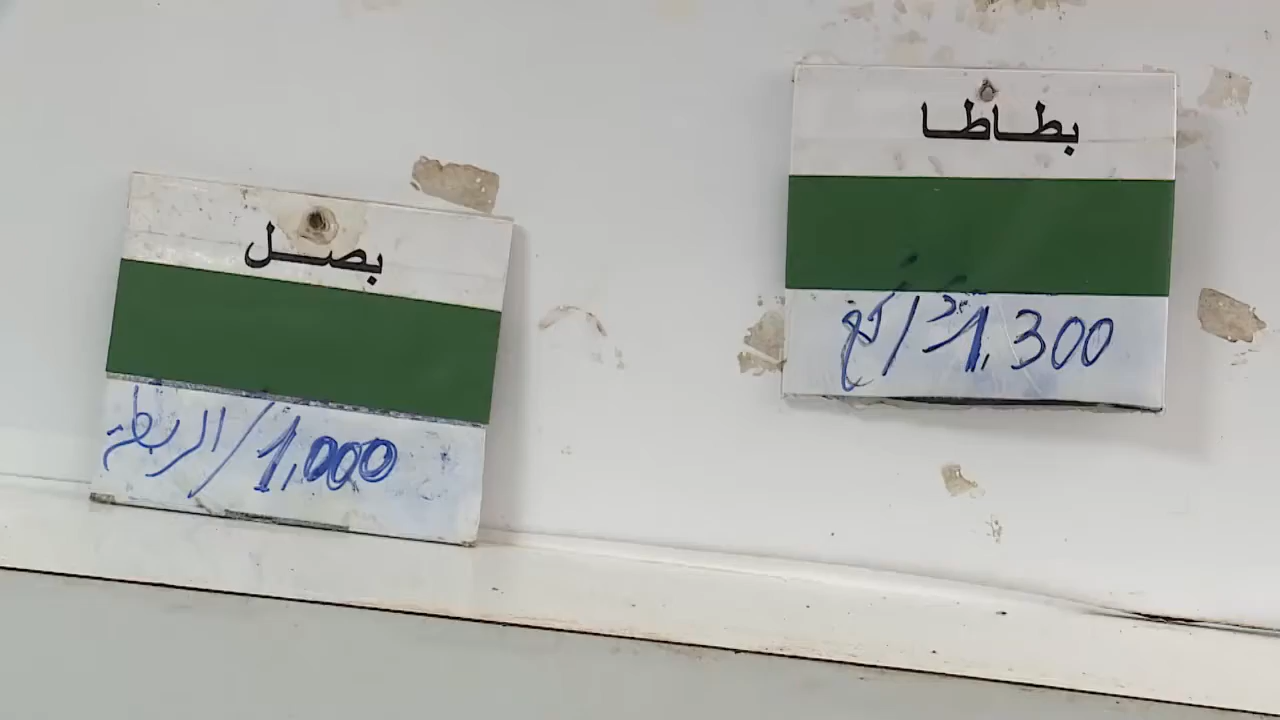 بطاطا
1,300 د/كغ
بصل
1,000/الربطة